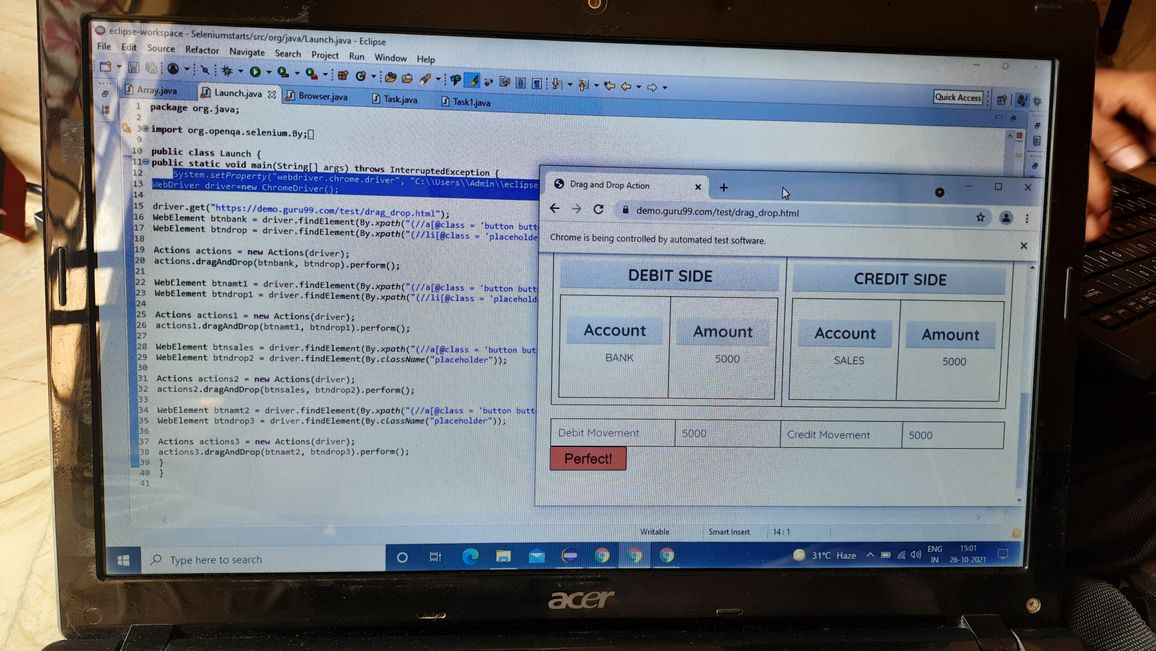 eclipse-workspace - Seleniumstarts/src/org/java/Launch.java - Eclipse
File Edit Source Refactor Navigate Search Project Run Window Help
Quick Access
Array.java Launch.java Browser.java Task.java Task1.java
1 package org.java;
2
3 import org.openqa.selenium.By;
9
10 public class Launch {
11 public static void main(String[] args) throws InterruptedException {
12 System.setProperty("webdriver.chrome.driver", "C:\\Users\\Admin\\eclipse
13 WebDriver driver=new ChromeDriver();
14
15 driver.get("https://demo.guru99.com/test/drag_drop.html");
16 WebElement btnbank = driver.findElement(By.xpath("(//a[@class = 'button butt
17 WebElement btndrop = driver.findElement(By.xpath("(//li[@class = 'placeholde
18
19 Actions actions = new Actions(driver);
20 actions.dragAndDrop(btnbank, btndrop).perform();
21
22 WebElement btnamt1 = driver.findElement(By.xpath("(//a[@class = 'button butt
23 WebElement btndrop1 = driver.findElement(By.xpath("(//li[@class = 'placehold
24
25 Actions actions1 = new Actions(driver);
26 actions1.dragAndDrop(btnamt1, btndrop1).perform();
27
28 WebElement btnsales = driver.findElement(By.xpath("(//a[@class = 'button but
29 WebElement btndrop2 = driver.findElement(By.className("placeholder"));
30
31 Actions actions2 = new Actions(driver);
32 actions2.dragAndDrop(btnsales, btndrop2).perform();
33
34 WebElement btnamt2 = driver.findElement(By.xpath("(//a[@class = 'button butt
35 WebElement btndrop3 = driver.findElement(By.className("placeholder"));
36
37 Actions actions3 = new Actions(driver);
38 actions3.dragAndDrop(btnamt2, btndrop3).perform();
39 }
40 }
41
Drag and Drop Action
demo.guru99.com/test/drag_drop.html
Chrome is being controlled by automated test software.
DEBIT SIDE CREDIT SIDE
Account Amount Account Amount
BANK 5000 SALES 5000
Debit Movement 5000 Credit Movement 5000
Perfect!
Writable Smart Insert 14 : 1
Type here to search
31°C Haze
ENG
IN
15:01
26-10-2021
acer